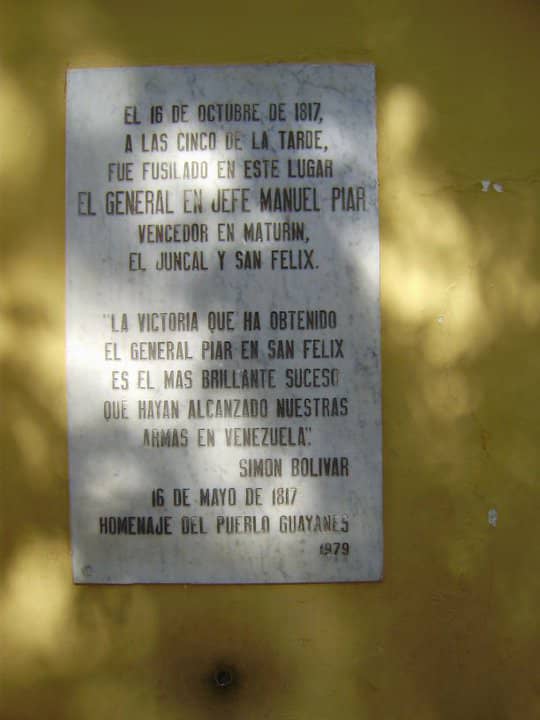 EL 16 DE OCTUBRE DE 1817,
A LAS CINCO DE LA TARDE,
FUE FUSILADO EN ESTE LUGAR
EL GENERAL EN JEFE MANUEL PIAR
VENCEDOR EN MATURIN,
EL JUNCAL Y SAN FELIX.
"LA VICTORIA QUE HA OBTENIDO
EL GENERAL PIAR EN SAN FELIX
ES EL MAS BRILLANTE SUCESO
QUE HAYAN ALCANZADO NUESTRAS
ARMAS EN VENEZUELA".
SIMON BOLIVAR
16 DE MAYO DE 1817
HOMENAJE DEL PUEBLO GUAYANES
1979